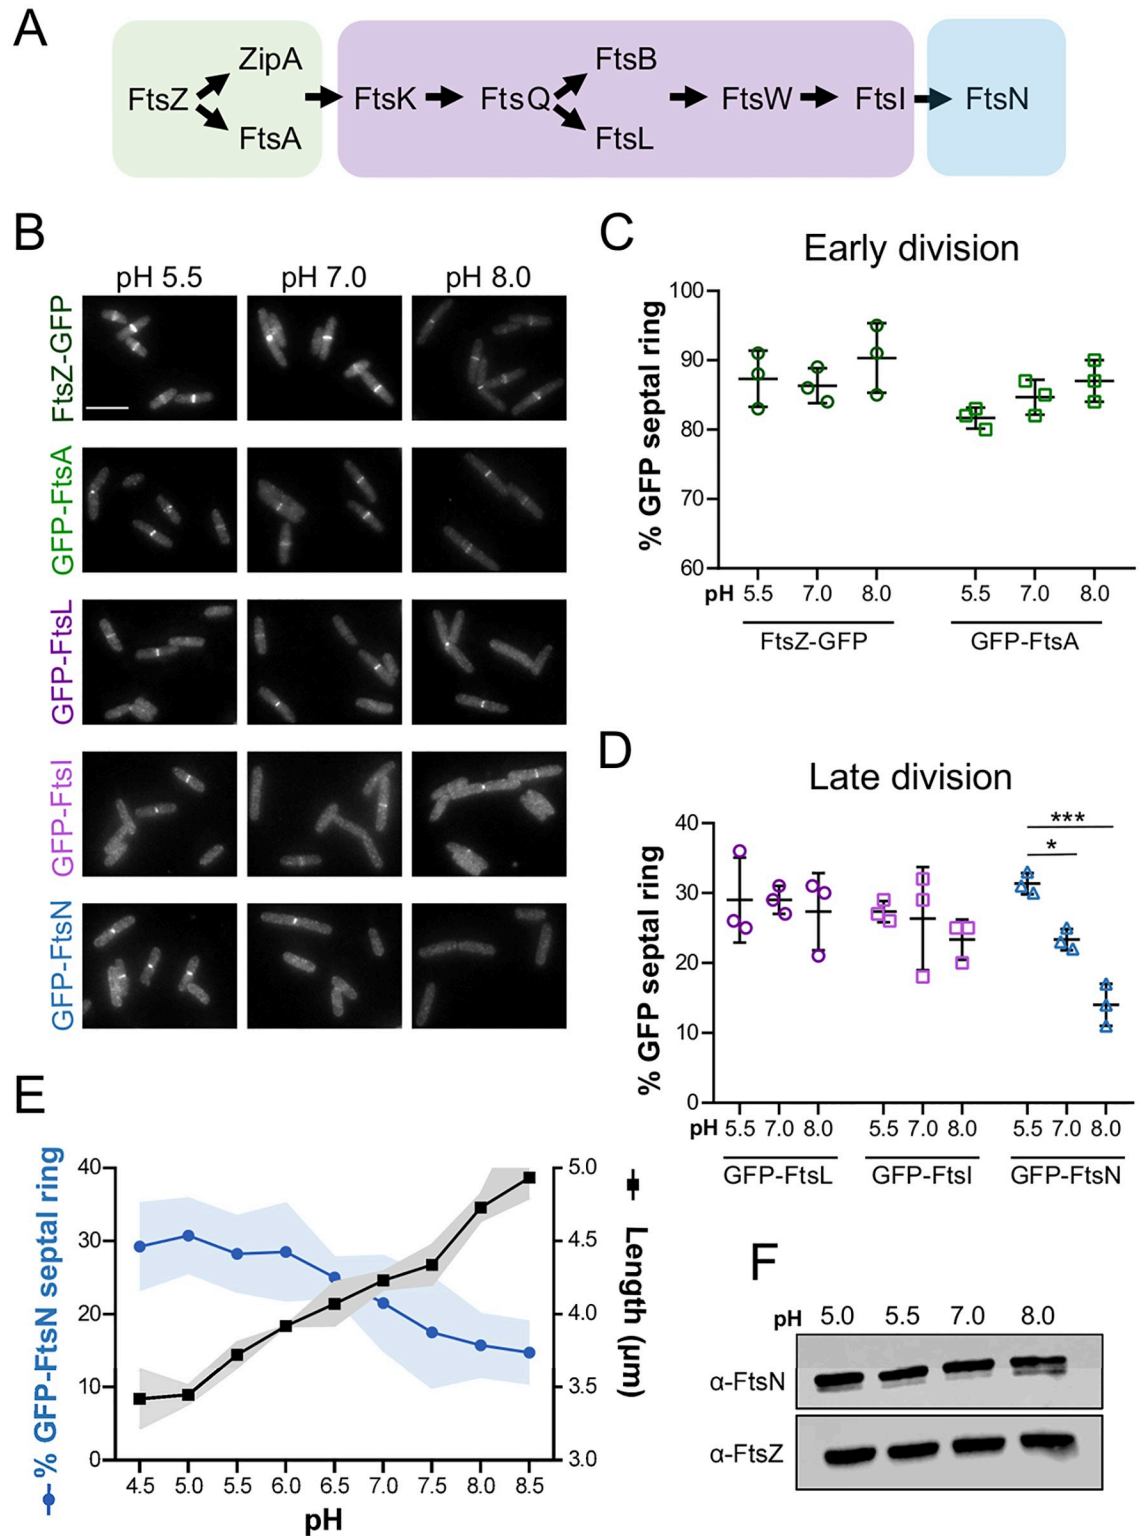 A
FtsZ
ZipA
FtsA
FtsK
FtsQ
FtsB
FtsL
FtsW
FtsI
FtsN
B
pH 5.5 pH 7.0 pH 8.0
FtsZ-GFP
GFP-FtsA
GFP-FtsL
GFP-FtsI
GFP-FtsN
C
Early division
% GFP septal ring
100
90
80
70
60
pH 5.5 7.0 8.0 5.5 7.0 8.0
FtsZ-GFP GFP-FtsA
D
Late division
% GFP septal ring
***
*
40
30
20
10
0
pH 5.5 7.0 8.0 5.5 7.0 8.0 5.5 7.0 8.0
GFP-FtsL GFP-FtsI GFP-FtsN
E
% GFP-FtsN septal ring
40
30
20
10
0
5.0
4.5
4.0
3.5
3.0
Length (μm)
4.5 5.0 5.5 6.0 6.5 7.0 7.5 8.0 8.5
pH
F
pH 5.0 5.5 7.0 8.0
α-FtsN
α-FtsZ